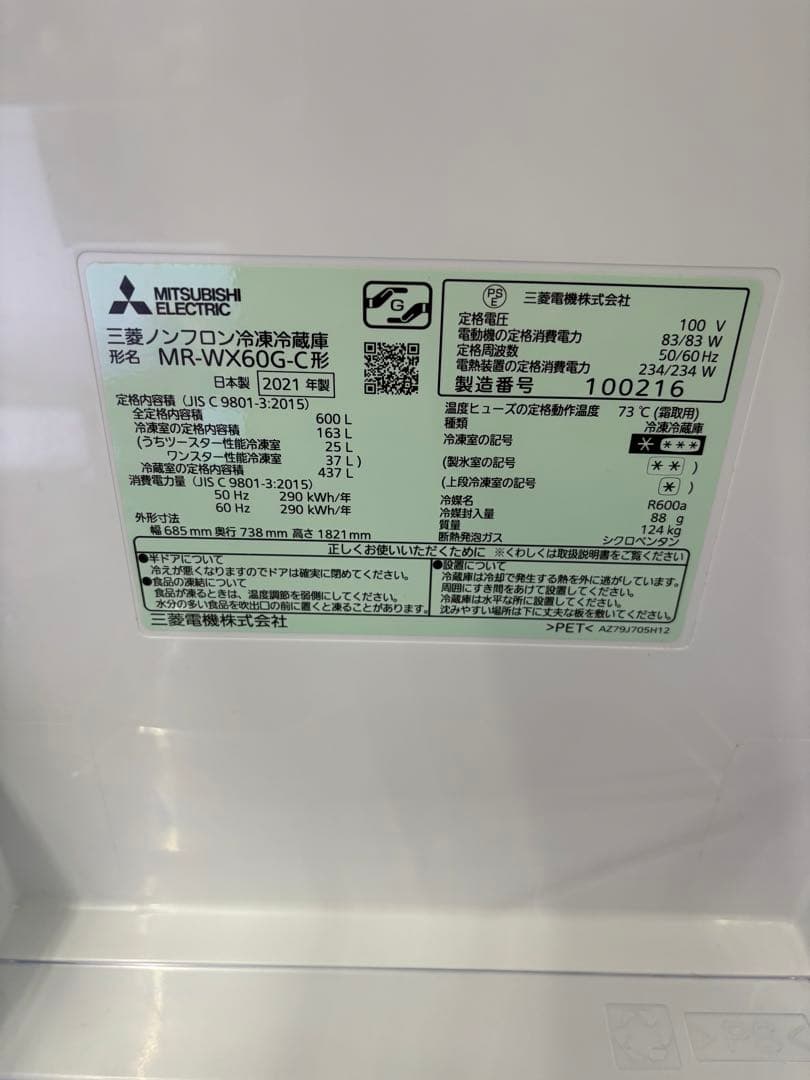 MITSUBISHI
ELECTRIC
G
三菱ノンフロン冷凍冷蔵庫
形名 MR-WX60G-C形
日本製 2021 年製
定格内容積 (JIS C 9801-3:2015)
全定格内容積 600 L
冷凍室の定格内容積 163 L
(うちツースター性能冷凍室 25 L
ワンスター性能冷凍室 37 L)
冷蔵室の定格内容積 437 L
消費電力量 (JIS C 9801-3:2015)
50 Hz 290 kWh/年
60 Hz 290 kWh/年
外形寸法
幅 685 mm 奥行 738 mm 高さ 1821 mm
PS
E 三菱電機株式会社
定格電圧 100 V
電動機の定格消費電力 83/83 W
定格周波数 50/60 Hz
電熱装置の定格消費電力 234/234 W
製造番号 100216
温度ヒューズの定格動作温度 73 ℃ (霜取用)
種類 冷凍冷蔵庫
冷凍室の記号 * ***
(製氷室の記号 ** )
(上段冷凍室の記号 * )
冷媒名 R600a
冷媒封入量 88 g
質量 124 kg
断熱発泡ガス シクロペンタン
正しくお使いいただくために ※くわしくは取扱説明書をご覧ください
●半ドアについて
冷えが悪くなりますのでドアは確実に閉めてください。
●食品の凍結について
食品が凍るときは、温度調節を弱側にしてください。
水分の多い食品を吹出口の前に置くと凍ることがあります。
●設置について
冷蔵庫は冷却で発生する熱を外に逃がしています。
周囲にすき間をあけて設置してください。
冷蔵庫は水平な所に設置してください。
沈みやすい場所は下に丈夫な板を敷いてください。
三菱電機株式会社
>PET< AZ79J705H12